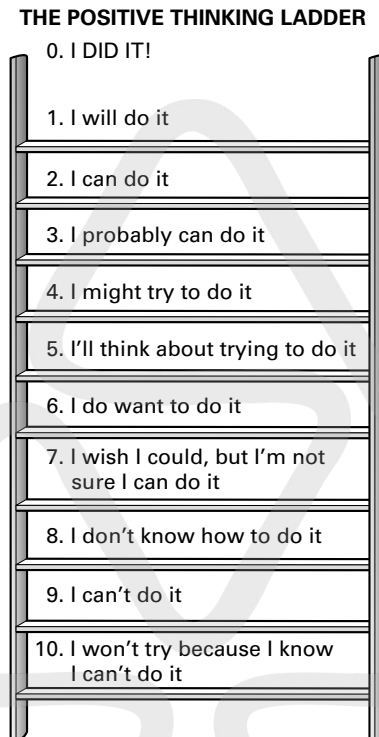 THE POSITIVE THINKING LADDER
0. I DID IT!
1. I will do it
2. I can do it
3. I probably can do it
4. I might try to do it
5. I’ll think about trying to do it
6. I do want to do it
7. I wish I could, but I’m not
sure I can do it
8. I don’t know how to do it
9. I can’t do it
10. I won’t try because I know
I can’t do it